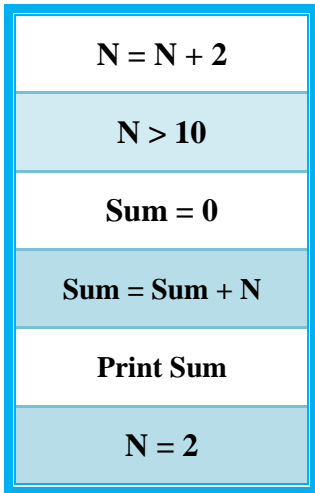 N = N + 2
N > 10
Sum = 0
Sum = Sum + N
Print Sum
N = 2